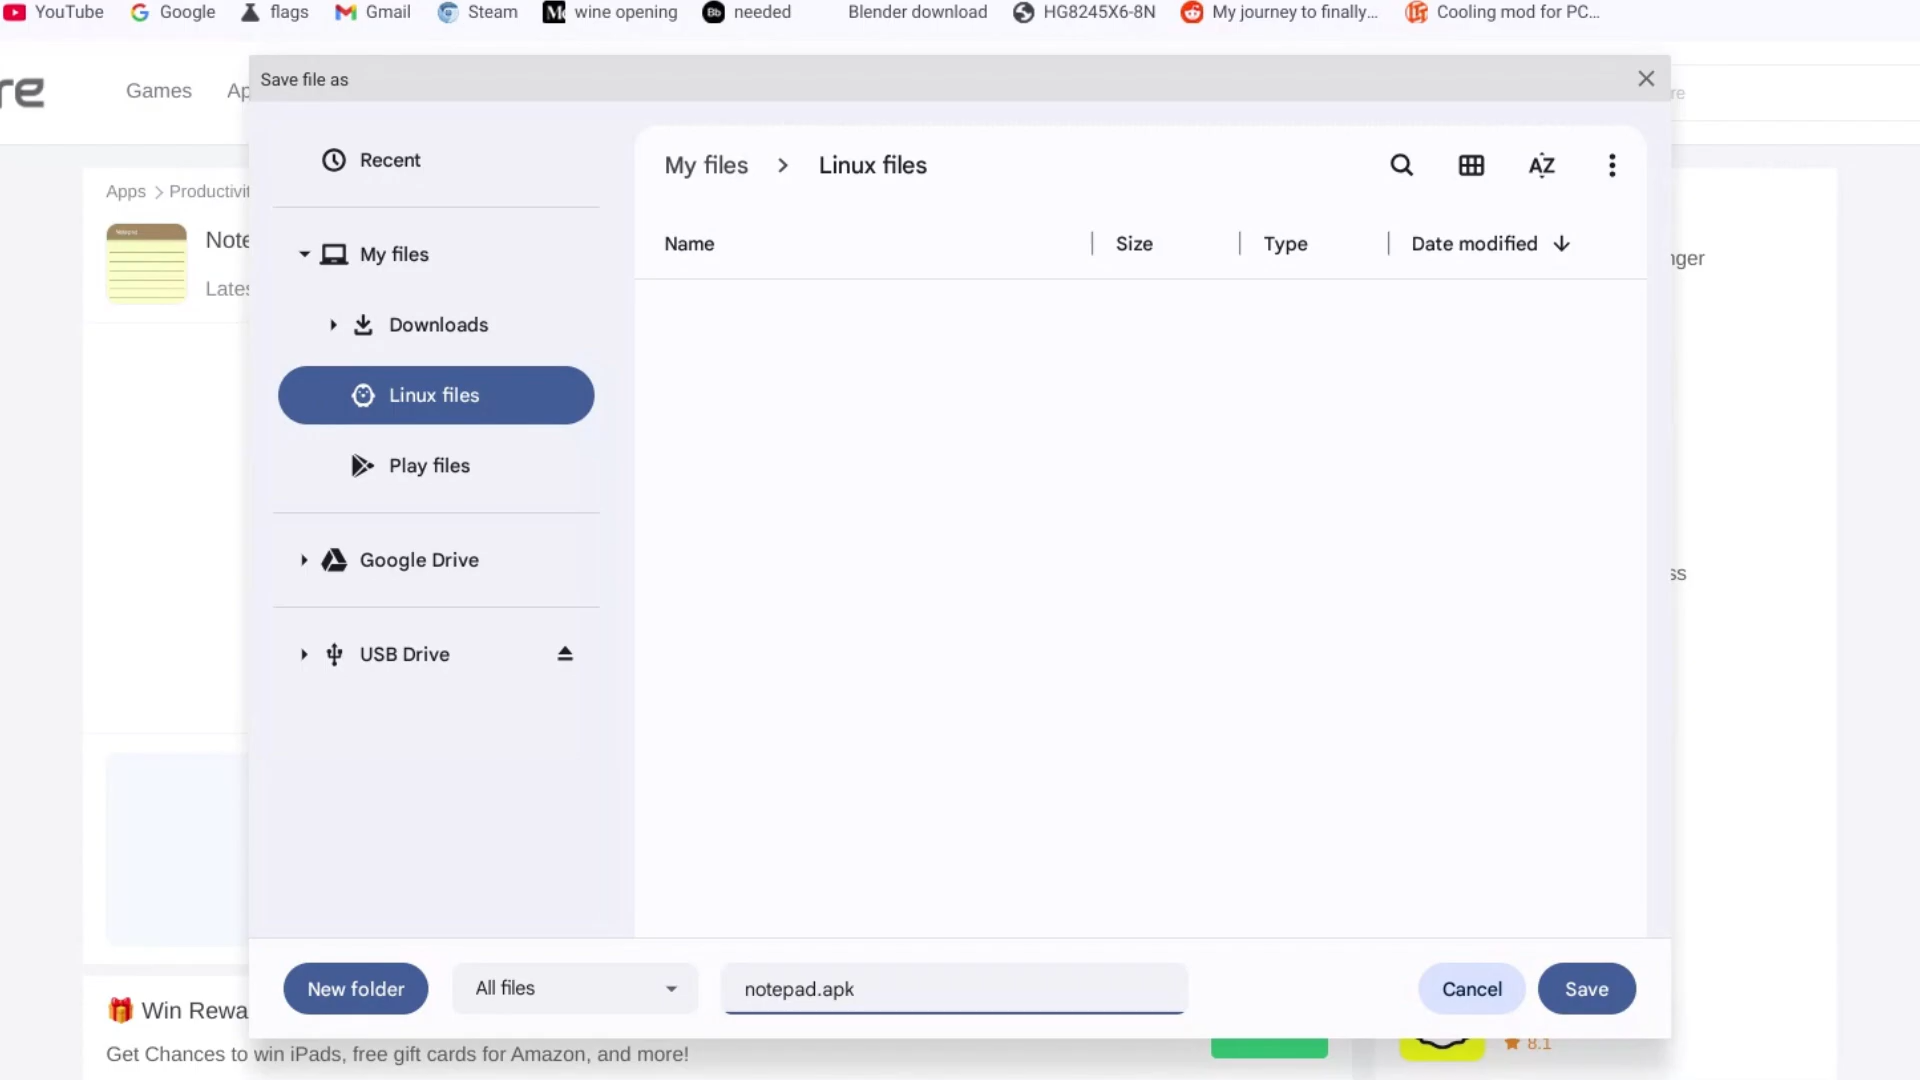 YouTube Google flags Gmail Steam wine opening needed Blender download HG8245X6-8N My journey to finally... Cooling mod for PC...
re Games Ap re
Save file as
Recent
My files
Downloads
Linux files
Play files
Google Drive
USB Drive
My files > Linux files AZ
Name Size Type Date modified
Apps > Productivit
Note
Lates
nger
ss
New folder All files notepad.apk Cancel Save
Win Rewa
Get Chances to win iPads, free gift cards for Amazon, and more!
8.1